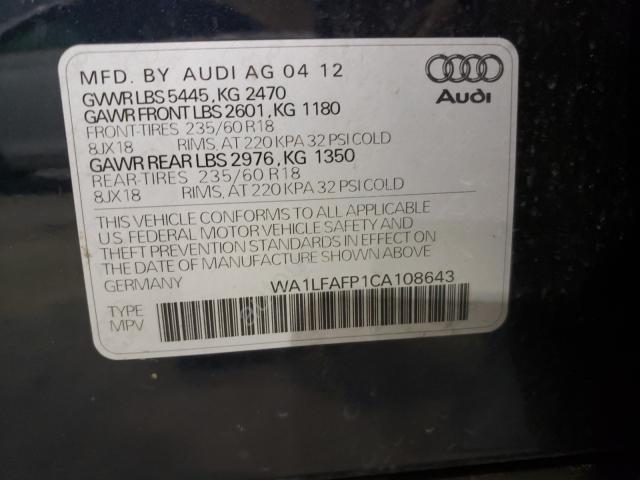 MFD. BY AUDI AG 04 12
GVWR LBS 5445, KG 2470
GAWR FRONT LBS 2601, KG 1180
FRONT-TIRES 235/60 R18
8JX18 RIMS, AT 220 KPA 32 PSI COLD
GAWR REAR LBS 2976, KG 1350
REAR-TIRES 235/60 R18
8JX18 RIMS, AT 220 KPA 32 PSI COLD
Audi
THIS VEHICLE CONFORMS TO ALL APPLICABLE
U.S. FEDERAL MOTOR VEHICLE SAFETY AND
THEFT PREVENTION STANDARDS IN EFFECT ON
THE DATE OF MANUFACTURE SHOWN ABOVE
GERMANY WA1LFAFP1CA108643
TYPE
MPV